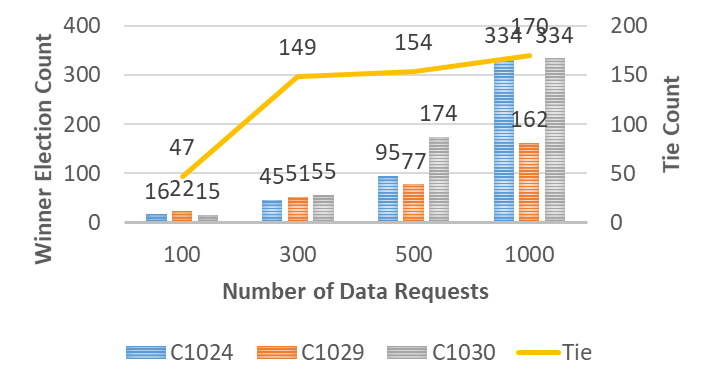 400
300
200
100
0
Winner Election Count
200
150
100
50
0
Tie Count
47
149
154
170
16 22 15
45 51 55
95 77 174
334 162 334
100 300 500 1000
Number of Data Requests
C1024 C1029 C1030 Tie